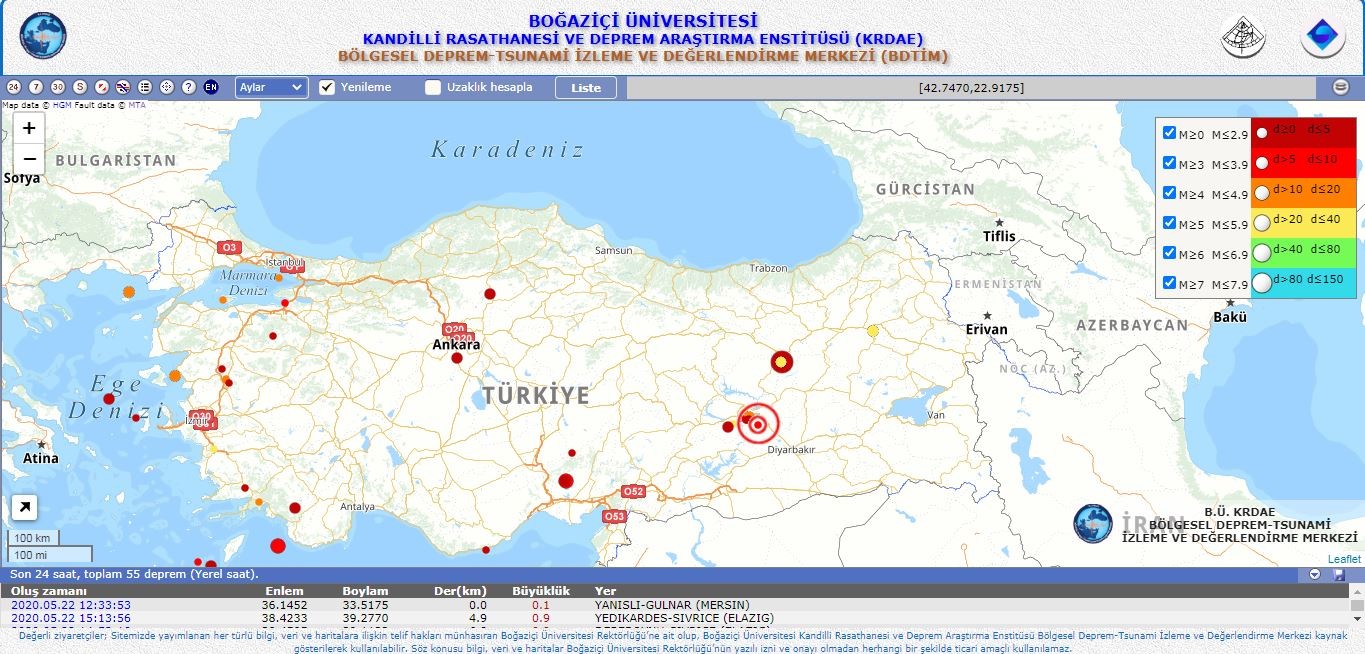 BOĞAZİÇİ ÜNİVERSİTESİ
KANDİLLİ RASATHANESİ VE DEPREM ARAŞTIRMA ENSTİTÜSÜ (KRDAE)
BÖLGESEL DEPREM-TSUNAMİ İZLEME VE DEĞERLENDİRME MERKEZİ (BDTİM)
24 7 30 S ? EN Aylar Yenileme Uzaklık hesapla Liste [42.7470,22.9175]
Map data © HGM Fault data © MTA
+
−
BULGARİSTAN
Sofya
Karadeniz
GÜRCİSTAN
Tiflis
M≥0 M≤2.9 d≥0 d≤5
M≥3 M≤3.9 d>5 d≤10
M≥4 M≤4.9 d>10 d≤20
M≥5 M≤5.9 d>20 d≤40
M≥6 M≤6.9 d>40 d≤80
M≥7 M≤7.9 d>80 d≤150
O3
İstanbul
Marmara
Denizi
Samsun
Trabzon
ERMENİSTAN
Bakü
AZERBAYCAN
Erivan
O20
O20
Ankara
NOC (AZ.)
TÜRKİYE
Ege
Denizi
O30
İzmir
Van
Atina
Diyarbakır
Antalya
O52
O53
İRAN
B.Ü. KRDAE
BÖLGESEL DEPREM-TSUNAMİ
İZLEME VE DEĞERLENDİRME MERKEZİ
100 km
100 mi
Leaflet
Son 24 saat, toplam 55 deprem (Yerel saat).
Oluş zamanı Enlem Boylam Der(km) Büyüklük Yer
2020.05.22 12:33:53 36.1452 33.5175 0.0 0.1 YANISLI-GULNAR (MERSIN)
2020.05.22 15:13:56 38.4233 39.2770 4.9 0.9 YEDIKARDES-SIVRICE (ELAZIG)
Değerli ziyaretçiler; Sitemizde yayımlanan her türlü bilgi, veri ve haritalara ilişkin telif hakları münhasıran Boğaziçi Üniversitesi Rektörlüğü'ne ait olup, Boğaziçi Üniversitesi Kandilli Rasathanesi ve Deprem Araştırma Enstitüsü Bölgesel Deprem-Tsunami İzleme ve Değerlendirme Merkezi kaynak
gösterilerek kullanılabilir. Söz konusu bilgi, veri ve haritalar Boğaziçi Üniversitesi Rektörlüğü'nün yazılı izni ve onayı olmadan herhangi bir şekilde ticari amaçlı kullanılamaz.